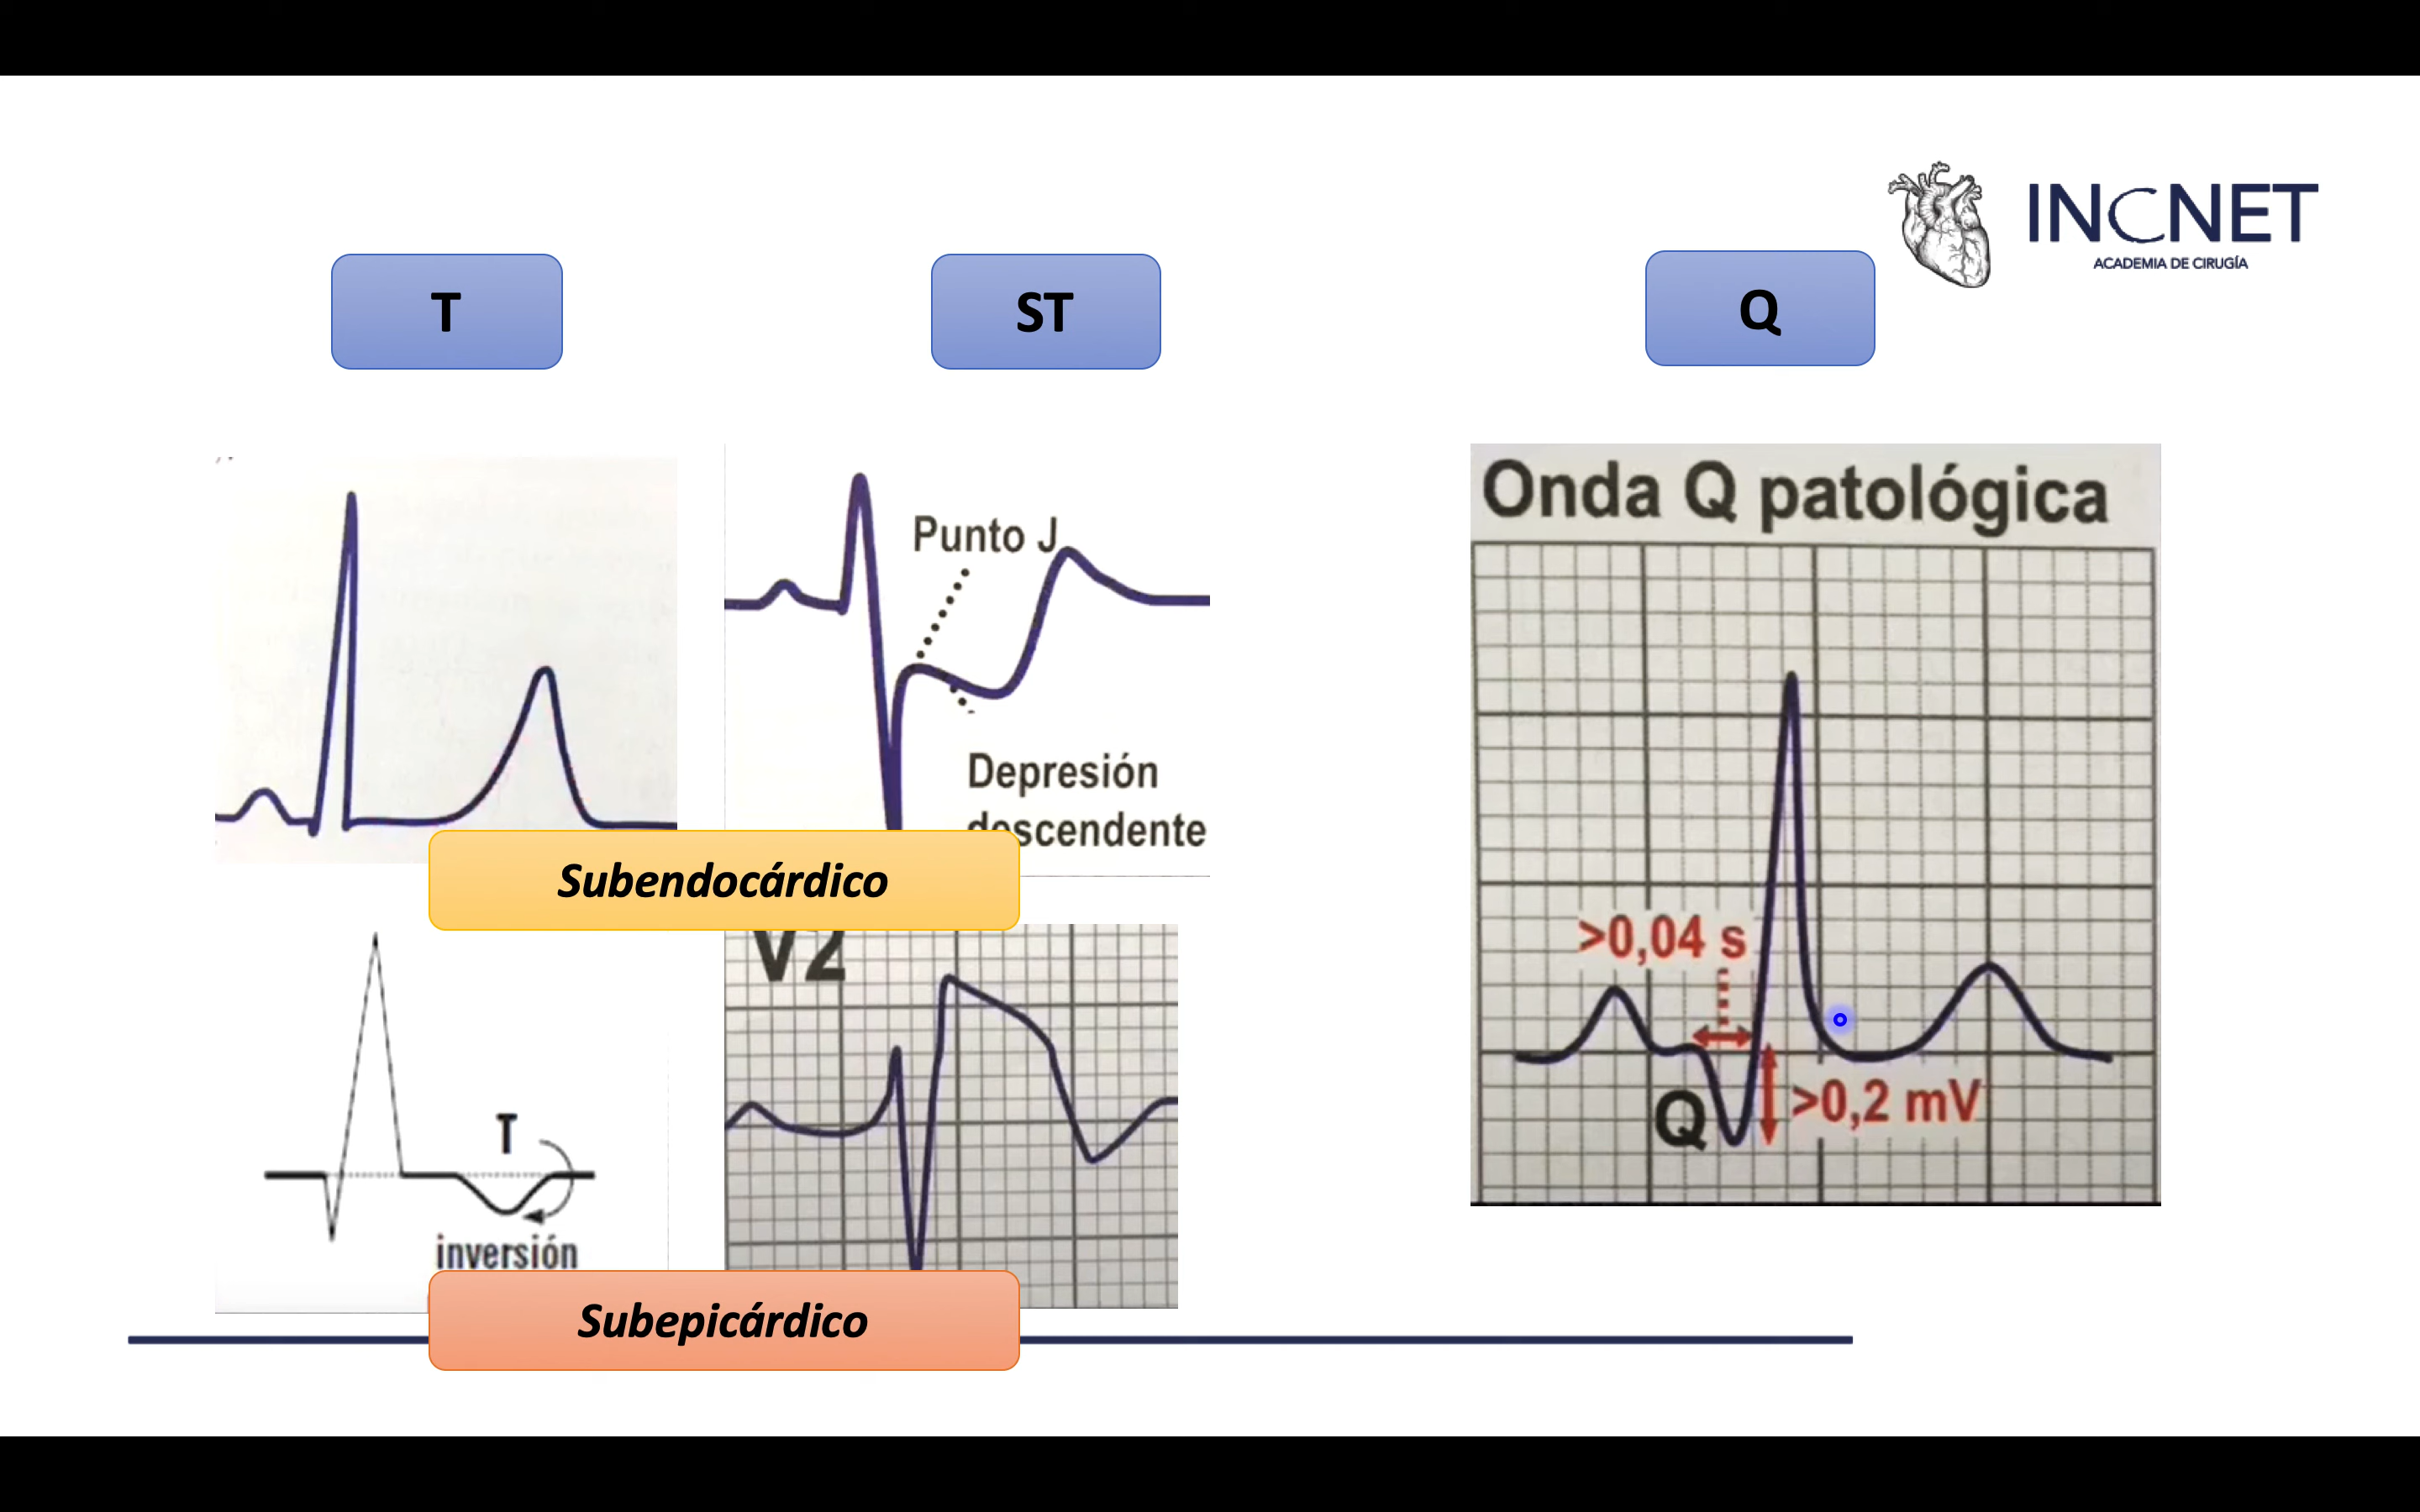 INCNET
ACADEMIA DE CIRUGÍA
T
ST
Q
Punto J
Depresión
descendente
Subendocárdico
T
inversión
V2
Subepicárdico
Onda Q patológica
>0,04 s
Q
>0,2 mV